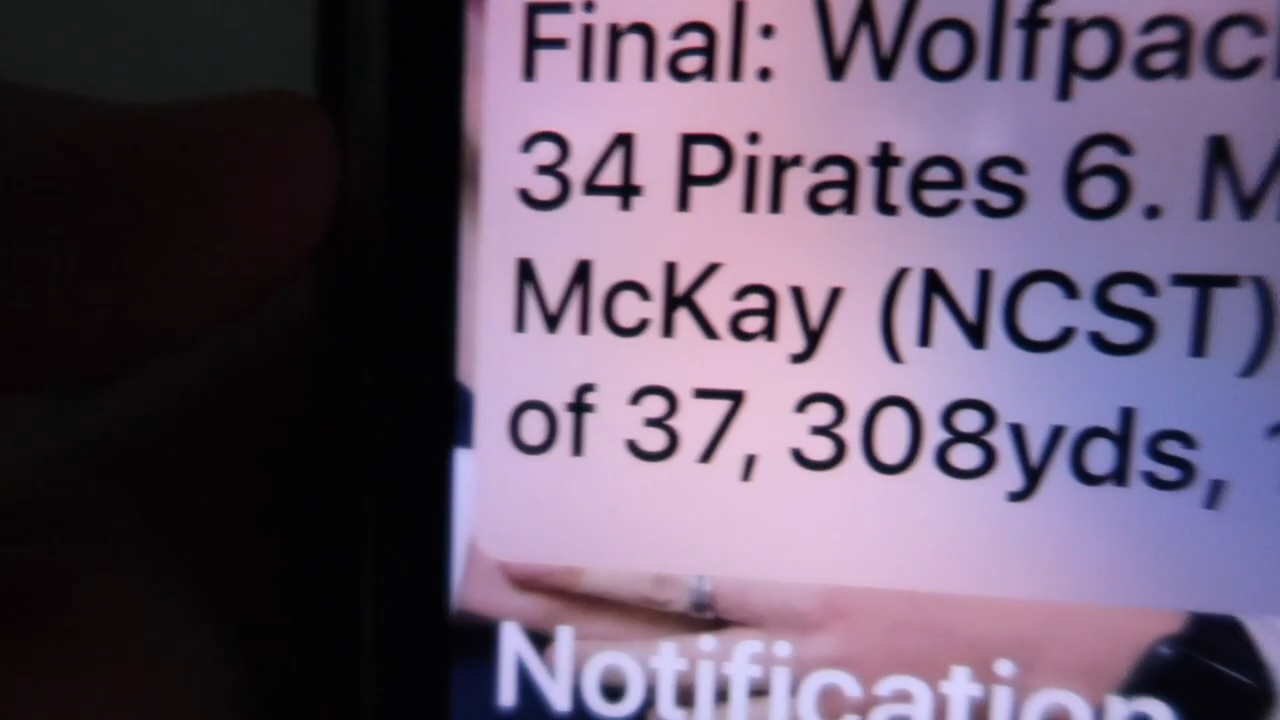 Final: Wolfpac
34 Pirates 6. M
McKay (NCST)
of 37, 308yds,
Notification